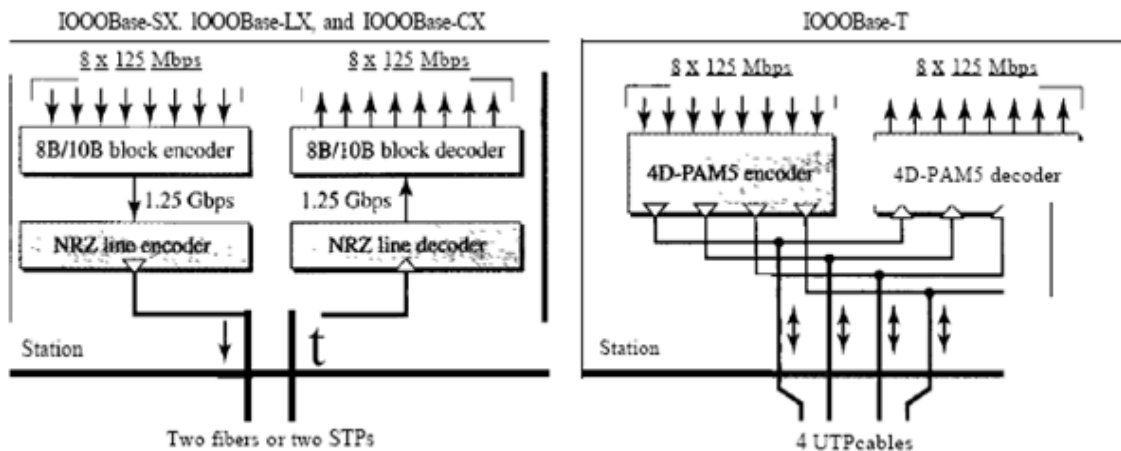 IOOOBase-SX. lOOOBase-LX, and IOOOBase-CX
8 x 125 Mbps
8 x 125 Mbps
8B/10B block encoder
8B/10B block decoder
1.25 Gbps
1.25 Gbps
NRZ line encoder
NRZ line decoder
t
Station
Two fibers or two STPs
IOOOBase-T
8 X 125 Mbps
8 X 125 Mbps
4D-PAM5 encoder
4D-PAM5 decoder
Station
4 UTPcables